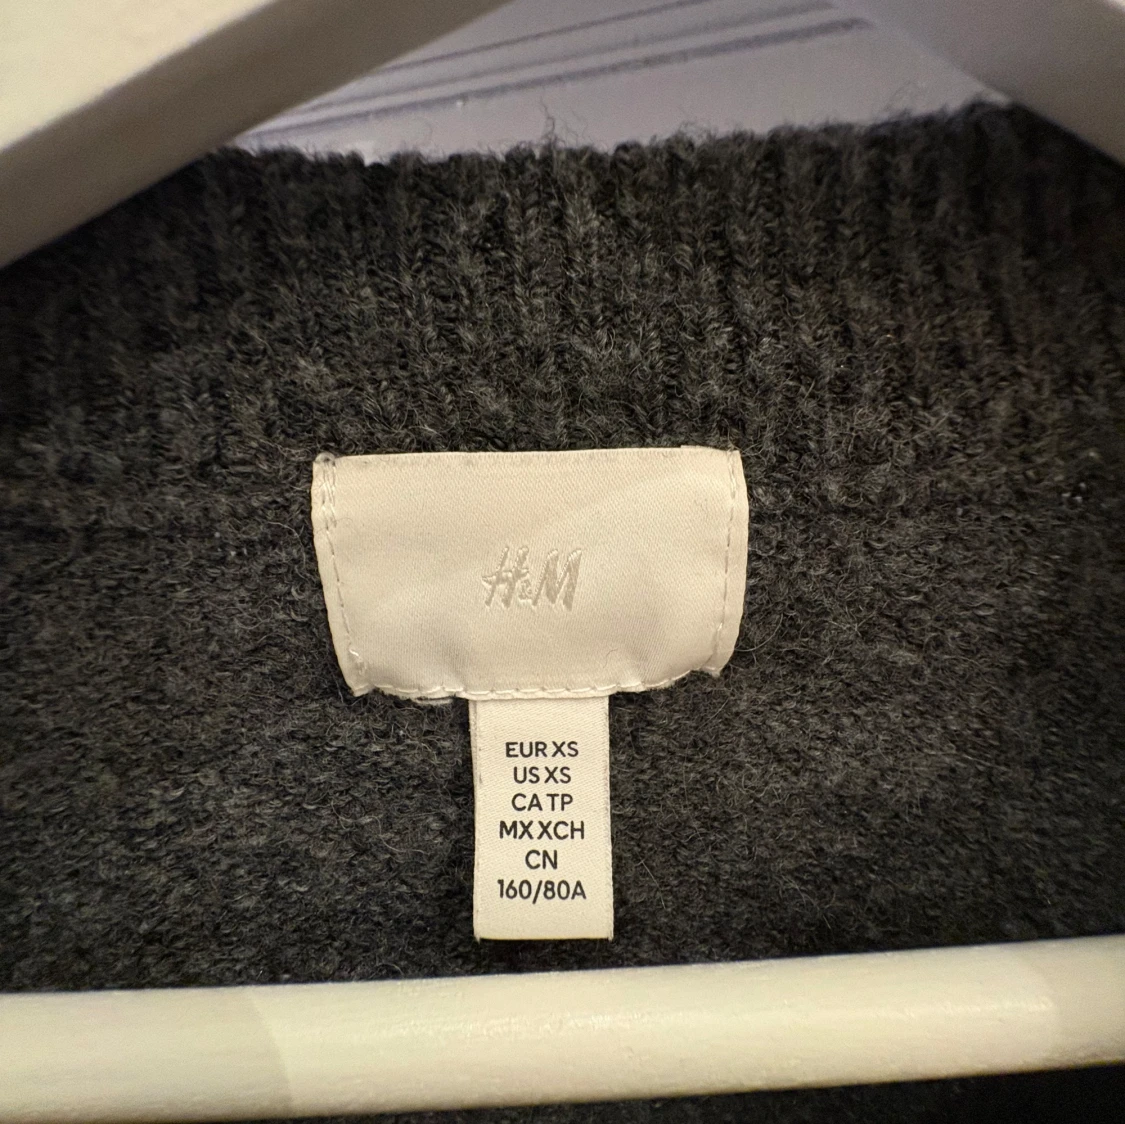 H&M
EUR XS
US XS
CA TP
MX XCH
CN
160/80A